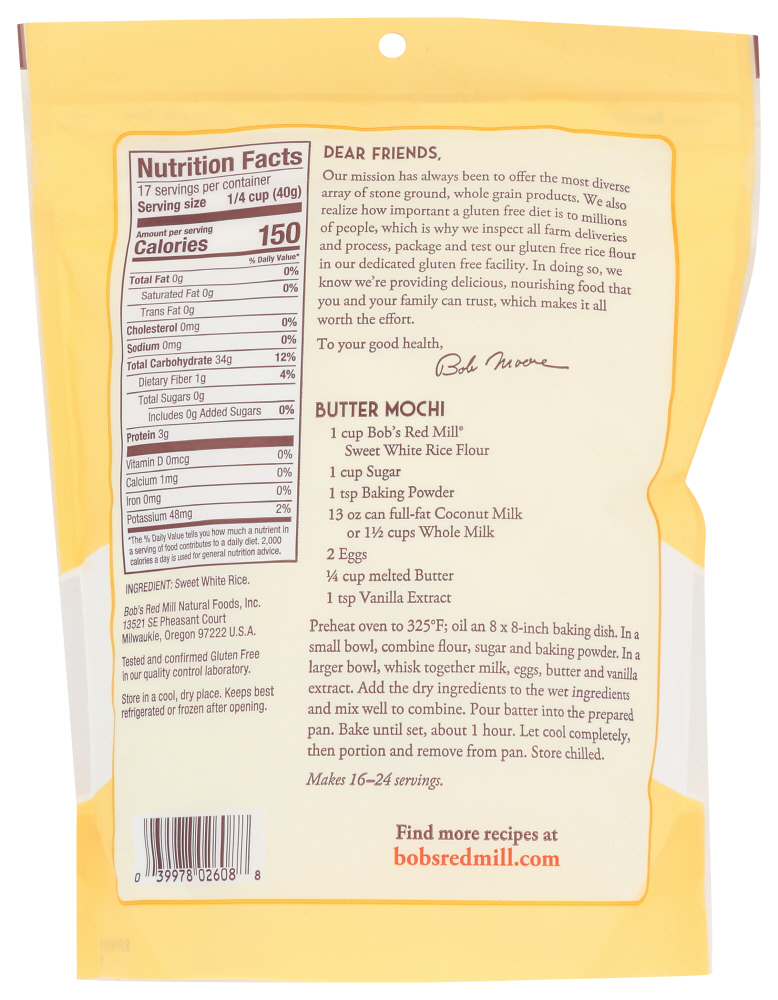 Nutrition Facts
17 servings per container
Serving size 1/4 cup (40g)
Amount per serving
Calories 150
% Daily Value*
Total Fat 0g 0%
Saturated Fat 0g 0%
Trans Fat 0g
Cholesterol 0mg 0%
Sodium 0mg 0%
Total Carbohydrate 34g 12%
Dietary Fiber 1g 4%
Total Sugars 0g
Includes 0g Added Sugars 0%
Protein 3g
Vitamin D 0mcg 0%
Calcium 1mg 0%
Iron 0mg 0%
Potassium 48mg 2%
*The % Daily Value tells you how much a nutrient in
a serving of food contributes to a daily diet. 2,000
calories a day is used for general nutrition advice.
INGREDIENT: Sweet White Rice.
Bob's Red Mill Natural Foods, Inc.
13521 SE Pheasant Court
Milwaukie, Oregon 97222 U.S.A.
Tested and confirmed Gluten Free
in our quality control laboratory.
Store in a cool, dry place. Keeps best
refrigerated or frozen after opening.
0 39978 02608 8
DEAR FRIENDS,
Our mission has always been to offer the most diverse
array of stone ground, whole grain products. We also
realize how important a gluten free diet is to millions
of people, which is why we inspect all farm deliveries
and process, package and test our gluten free rice flour
in our dedicated gluten free facility. In doing so, we
know we're providing delicious, nourishing food that
you and your family can trust, which makes it all
worth the effort.
To your good health,
Bob Moore
BUTTER MOCHI
1 cup Bob's Red Mill®
Sweet White Rice Flour
1 cup Sugar
1 tsp Baking Powder
13 oz can full-fat Coconut Milk
or 1½ cups Whole Milk
2 Eggs
¼ cup melted Butter
1 tsp Vanilla Extract
Preheat oven to 325°F; oil an 8 x 8-inch baking dish. In a
small bowl, combine flour, sugar and baking powder. In a
larger bowl, whisk together milk, eggs, butter and vanilla
extract. Add the dry ingredients to the wet ingredients
and mix well to combine. Pour batter into the prepared
pan. Bake until set, about 1 hour. Let cool completely,
then portion and remove from pan. Store chilled.
Makes 16–24 servings.
Find more recipes at
bobsredmill.com